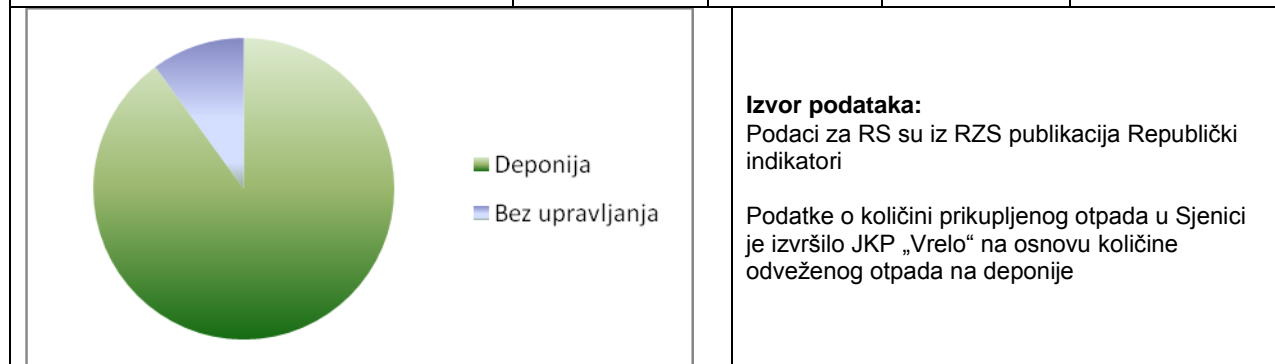 Deponija
Bez upravljanja
Izvor podataka:
Podaci za RS su iz RZS publikacija Republički
indikatori
Podatke o količini prikupljenog otpada u Sjenici
je izvršilo JKP „Vrelo“ na osnovu količine
odveženog otpada na deponije